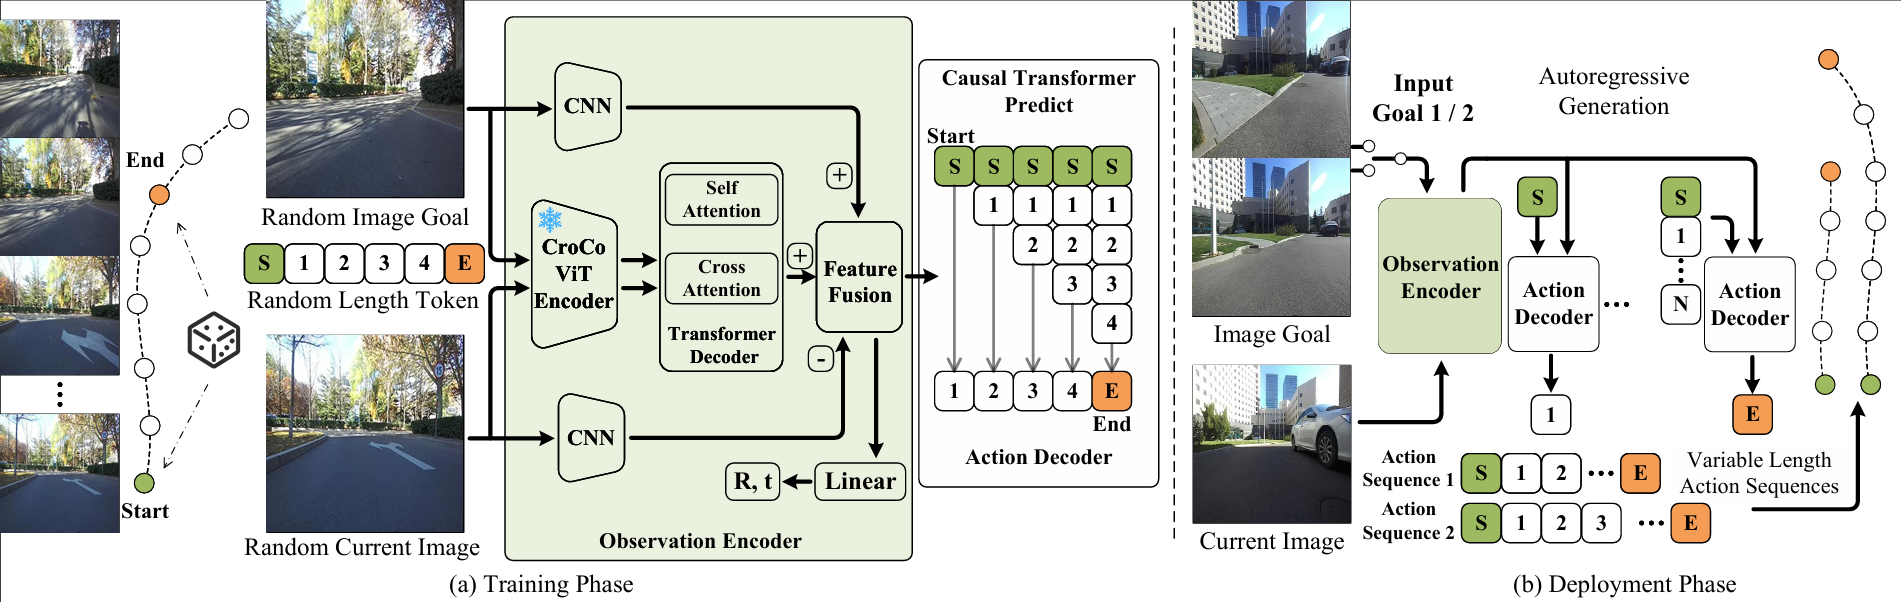 End
Start
Random Image Goal
S 1 2 3 4 E
Random Length Token
Random Current Image
CNN
CroCo
ViT
Encoder
CNN
Self
Attention
Cross
Attention
Transformer
Decoder
+
+
-
Feature
Fusion
Linear
R, t
Observation Encoder
Causal Transformer
Predict
Start
S S S S S
1 1 1 1
2 2 2
3 3
4
1 2 3 4 E
End
Action Decoder
(a) Training Phase
Image Goal
Current Image
Input
Goal 1 / 2
Autoregressive
Generation
Observation
Encoder
S
Action
Decoder
1
...
S
1
N
Action
Decoder
E
Action
Sequence 1
S 1 2 ... E
Action
Sequence 2
S 1 2 3 ... E
Variable Length
Action Sequences
(b) Deployment Phase